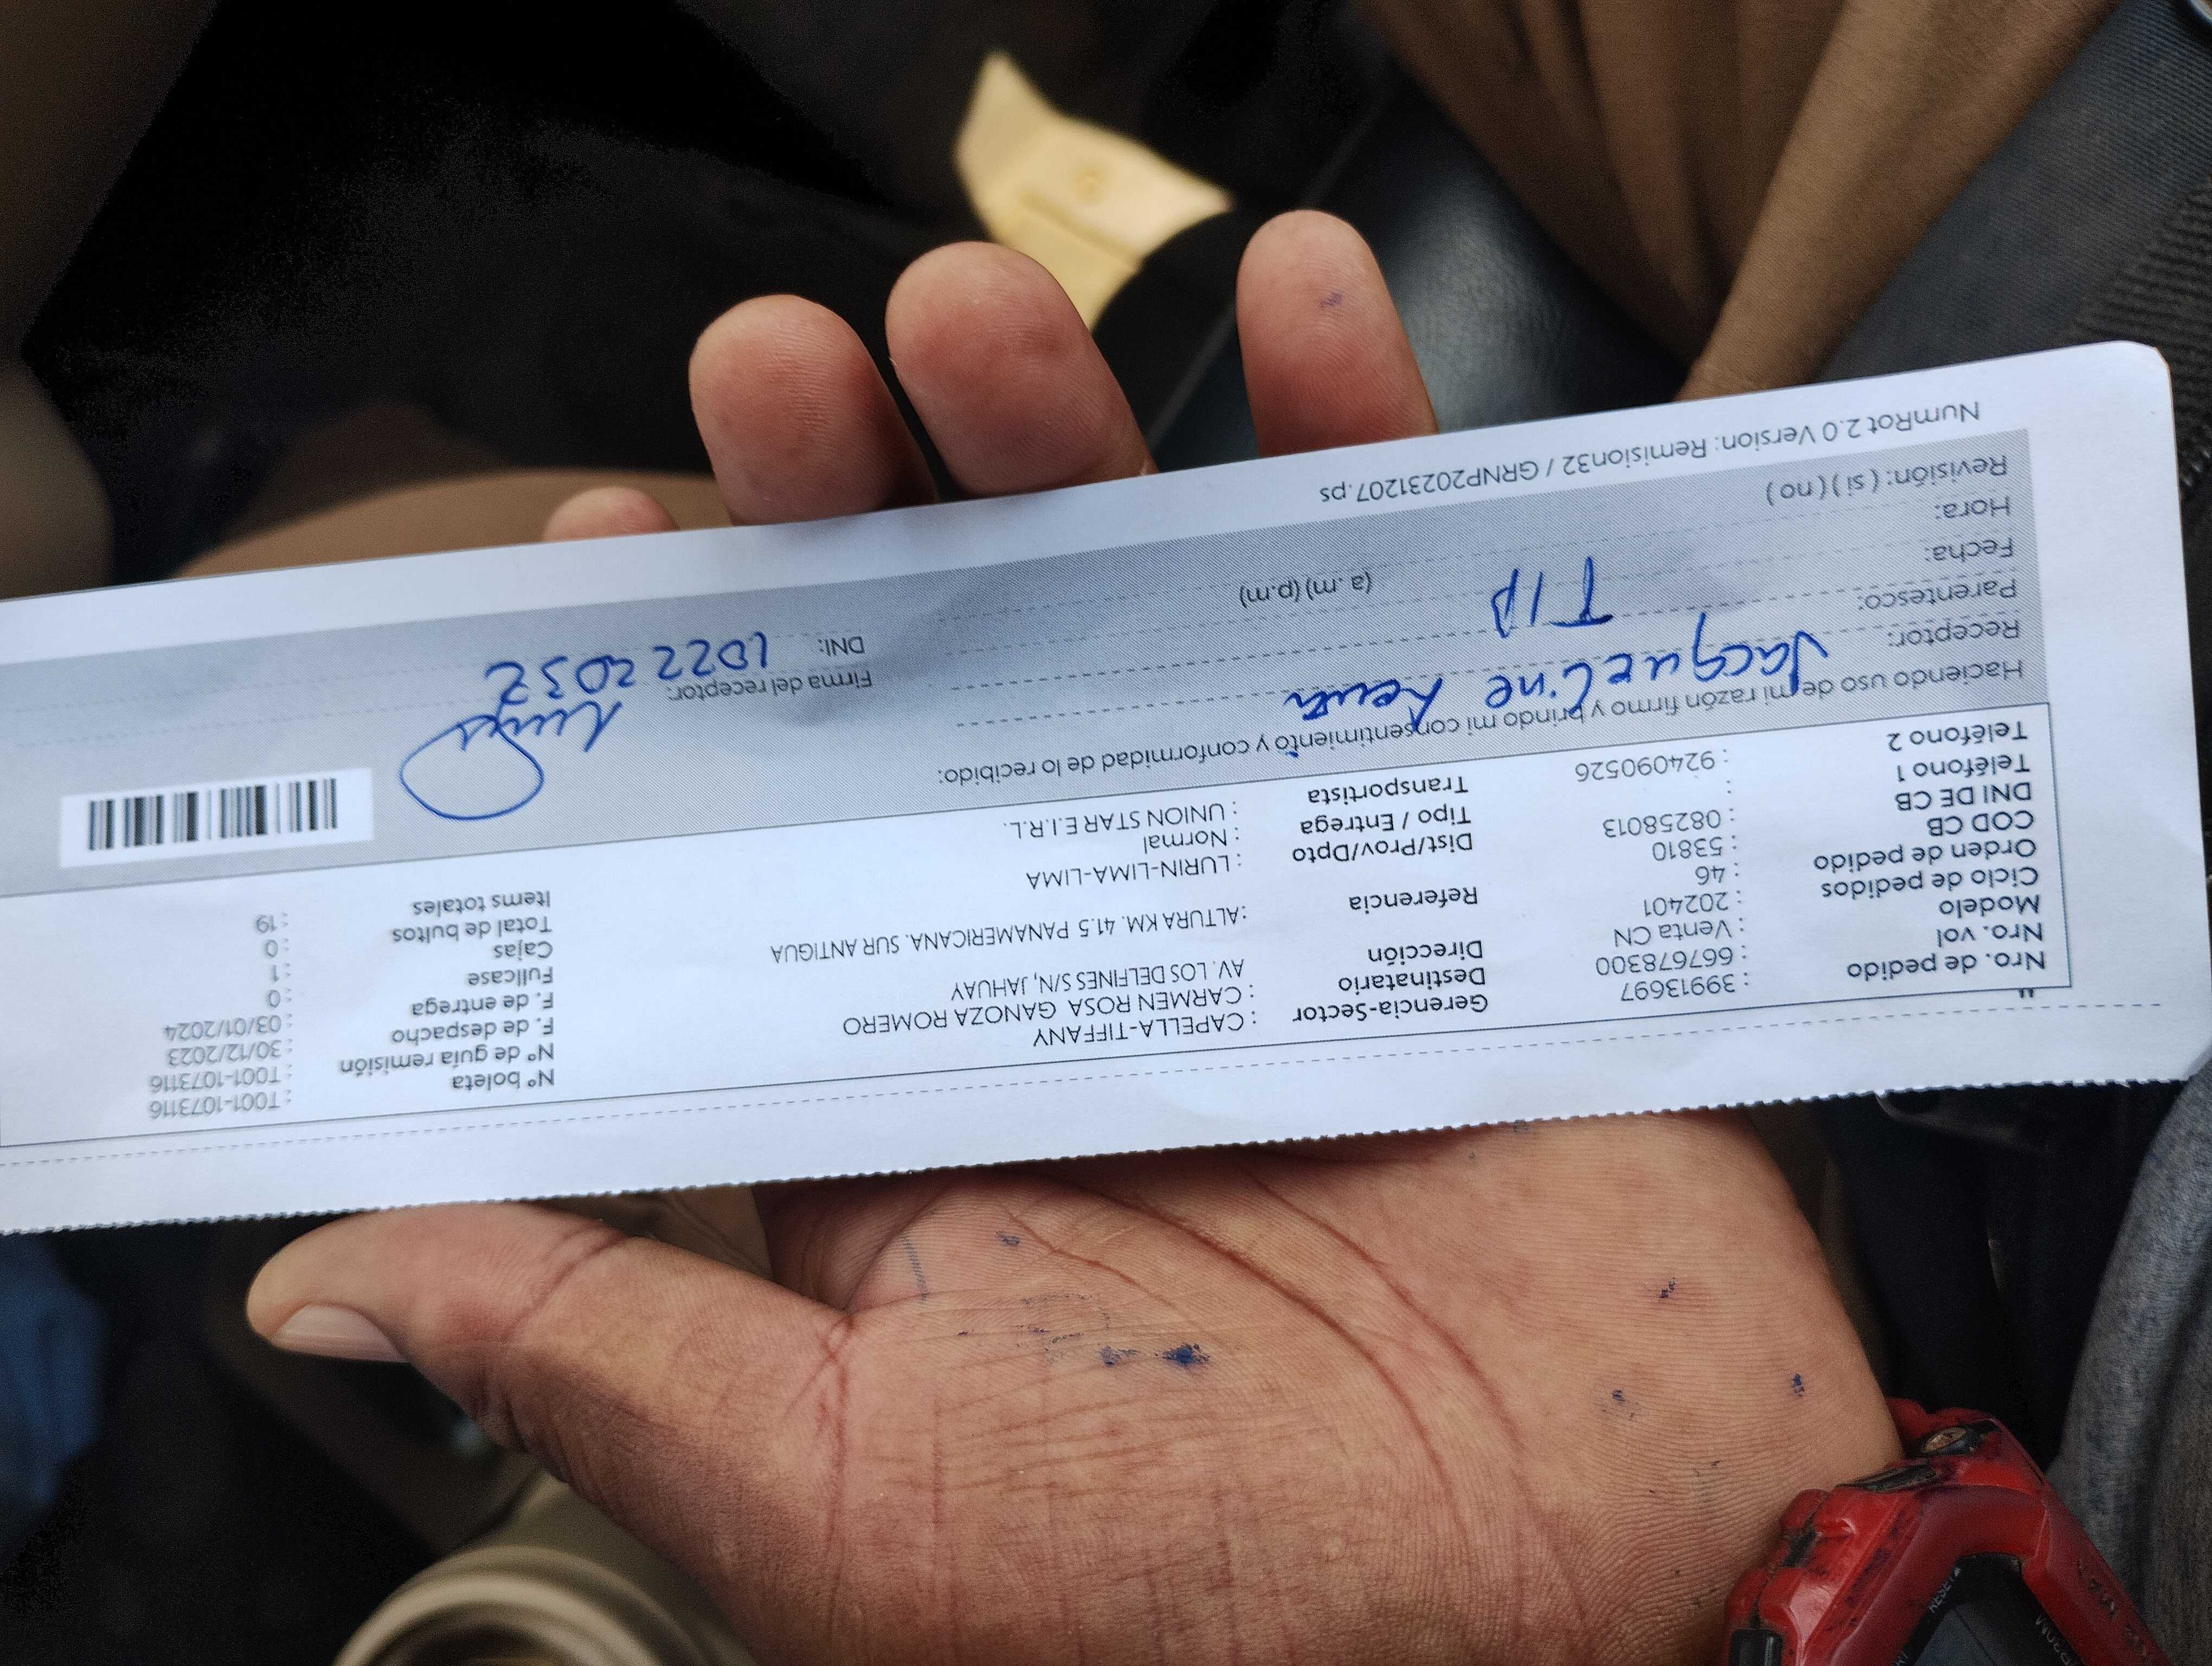 Nro. de pedido : 39913697
Nro. vol : 667678300
Modelo : Venta CN
Ciclo de pedidos : 202401
Orden de pedido : 46
COD CB : 53810
DNI DE CB : 08258013
Teléfono 1 :
Teléfono 2 : 924090526
Gerencia-Sector : CAPELLA-TIFFANY
Destinatario : CARMEN ROSA GANOZA ROMERO
Dirección AV. LOS DELFINES S/N, JAHUAY
Referencia :ALTURA KM. 41.5 PANAMERICANA. SUR ANTIGUA
Dist/Prov/Dpto : LURIN-LIMA-LIMA
Tipo / Entrega : Normal
Transportista : UNION STAR E.I.R.L.
Nº boleta : T001-1073116
Nº de guía remisión : T001-1073116
F. de despacho : 30/12/2023
F. de entrega : 03/01/2024
Fullcase : 0
Cajas : 1
Total de bultos : 0
Items totales : 19
Haciendo uso de mi razón firmo y brindo mi consentimiento y conformidad de lo recibido:
Receptor: Jacqueline
Parentesco:
Fecha:
Hora: (a.m) (p.m)
Revisión: ( si ) ( no )
Firma del receptor:
DNI: 10222032
NumRot 2.0 Version: Remision32 / GRNP20231207.ps